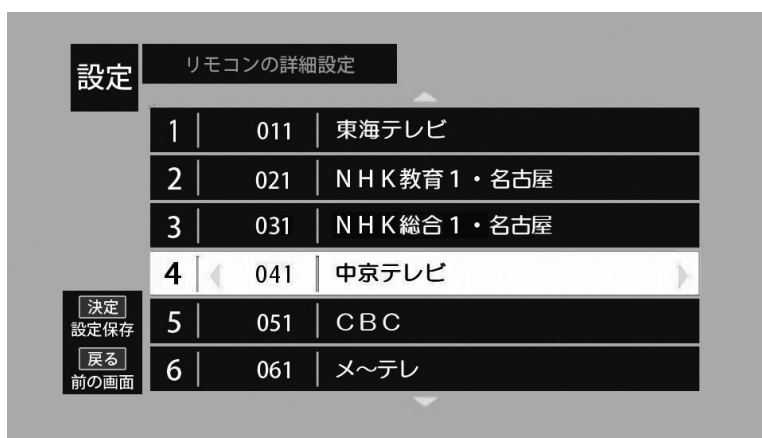 設定
リモコンの詳細設定
1 011 東海テレビ
2 021 ＮＨＫ教育１・名古屋
3 031 ＮＨＫ総合１・名古屋
4 041 中京テレビ
5 051 ＣＢＣ
6 061 メ～テレ
決定
設定保存
戻る
前の画面